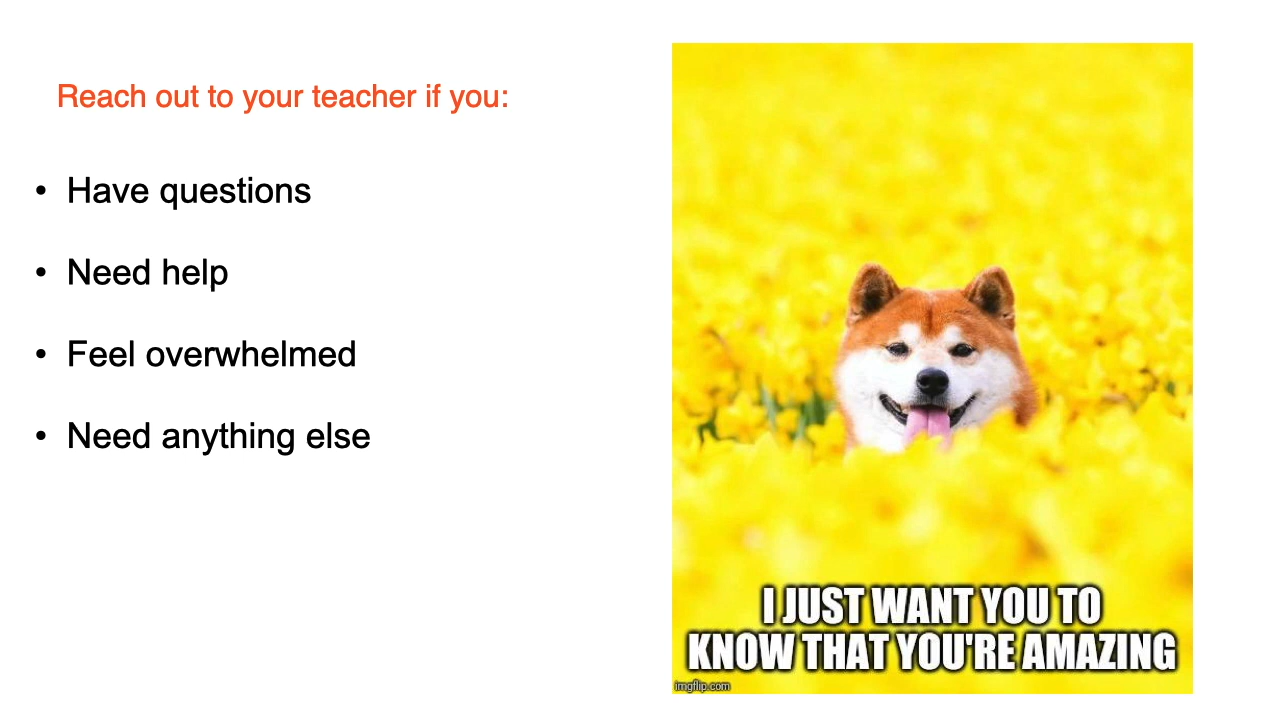 Reach out to your teacher if you:
• Have questions
• Need help
• Feel overwhelmed
• Need anything else
I JUST WANT YOU TO
KNOW THAT YOU'RE AMAZING
imgflip.com